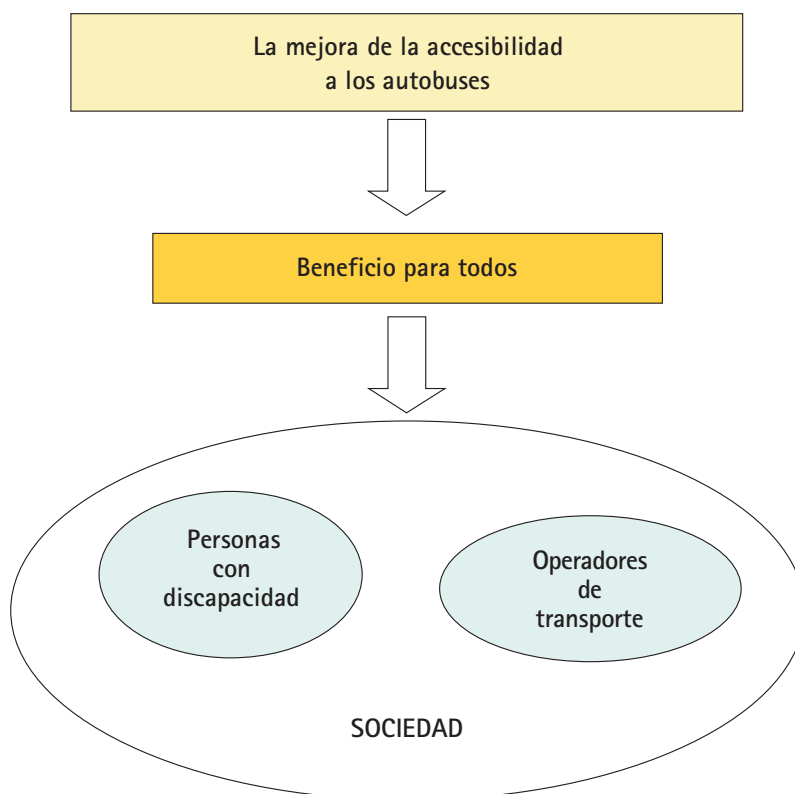 La mejora de la accesibilidad
a los autobuses
Beneficio para todos
Personas
con
discapacidad
Operadores
de
transporte
SOCIEDAD